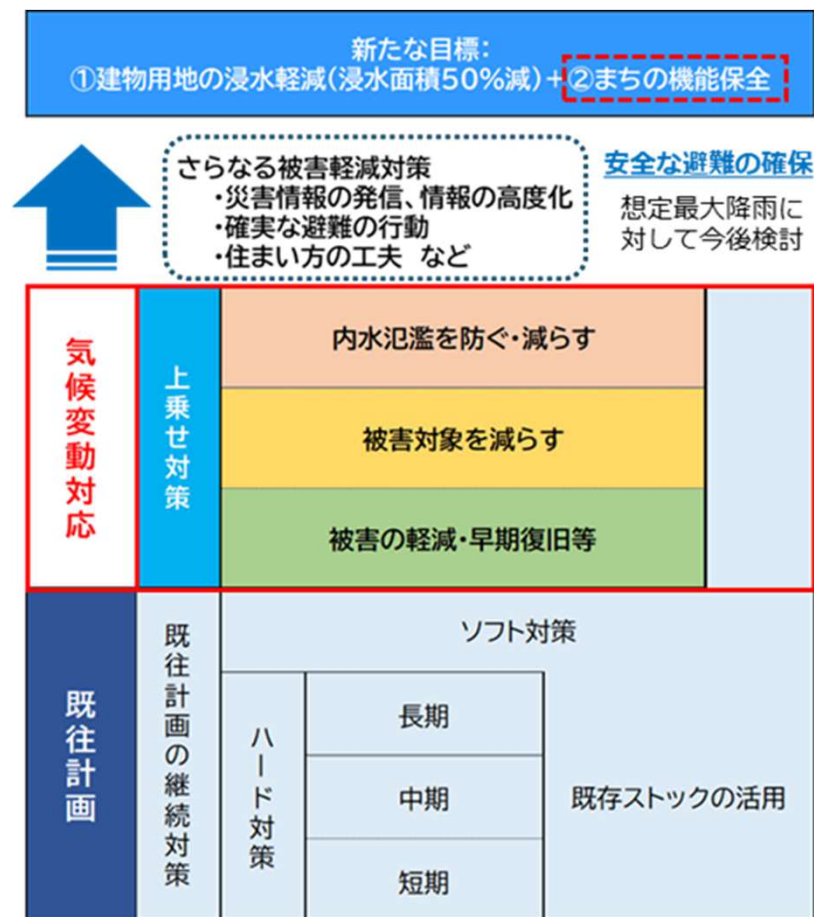 新たな目標:
①建物用地の浸水軽減(浸水面積50%減)+②まちの機能保全
さらなる被害軽減対策
・災害情報の発信、情報の高度化
・確実な避難の行動
・住まい方の工夫 など
安全な避難の確保
想定最大降雨に
対して今後検討
気候変動対応
上乗せ対策
内水氾濫を防ぐ・減らす
被害対象を減らす
被害の軽減・早期復旧等
既往計画
既往計画の継続対策
ソフト対策
ハード対策
長期
中期
短期
既存ストックの活用